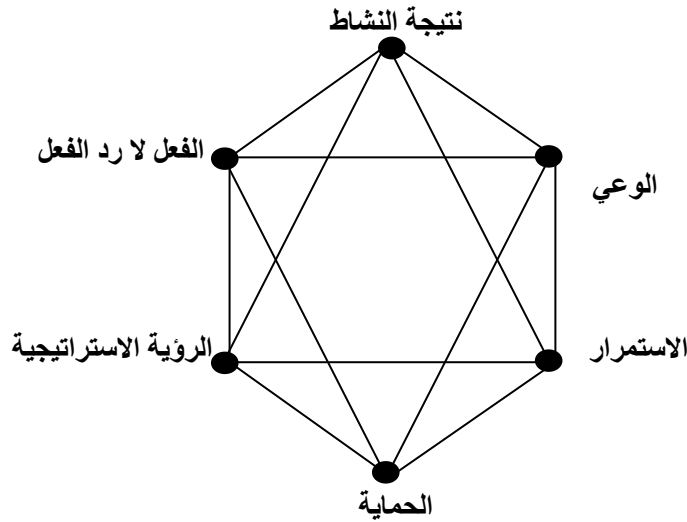 نتيجة النشاط
الفعل لا رد الفعل
الوعي
الرؤية الاستراتيجية
الاستمرار
الحماية